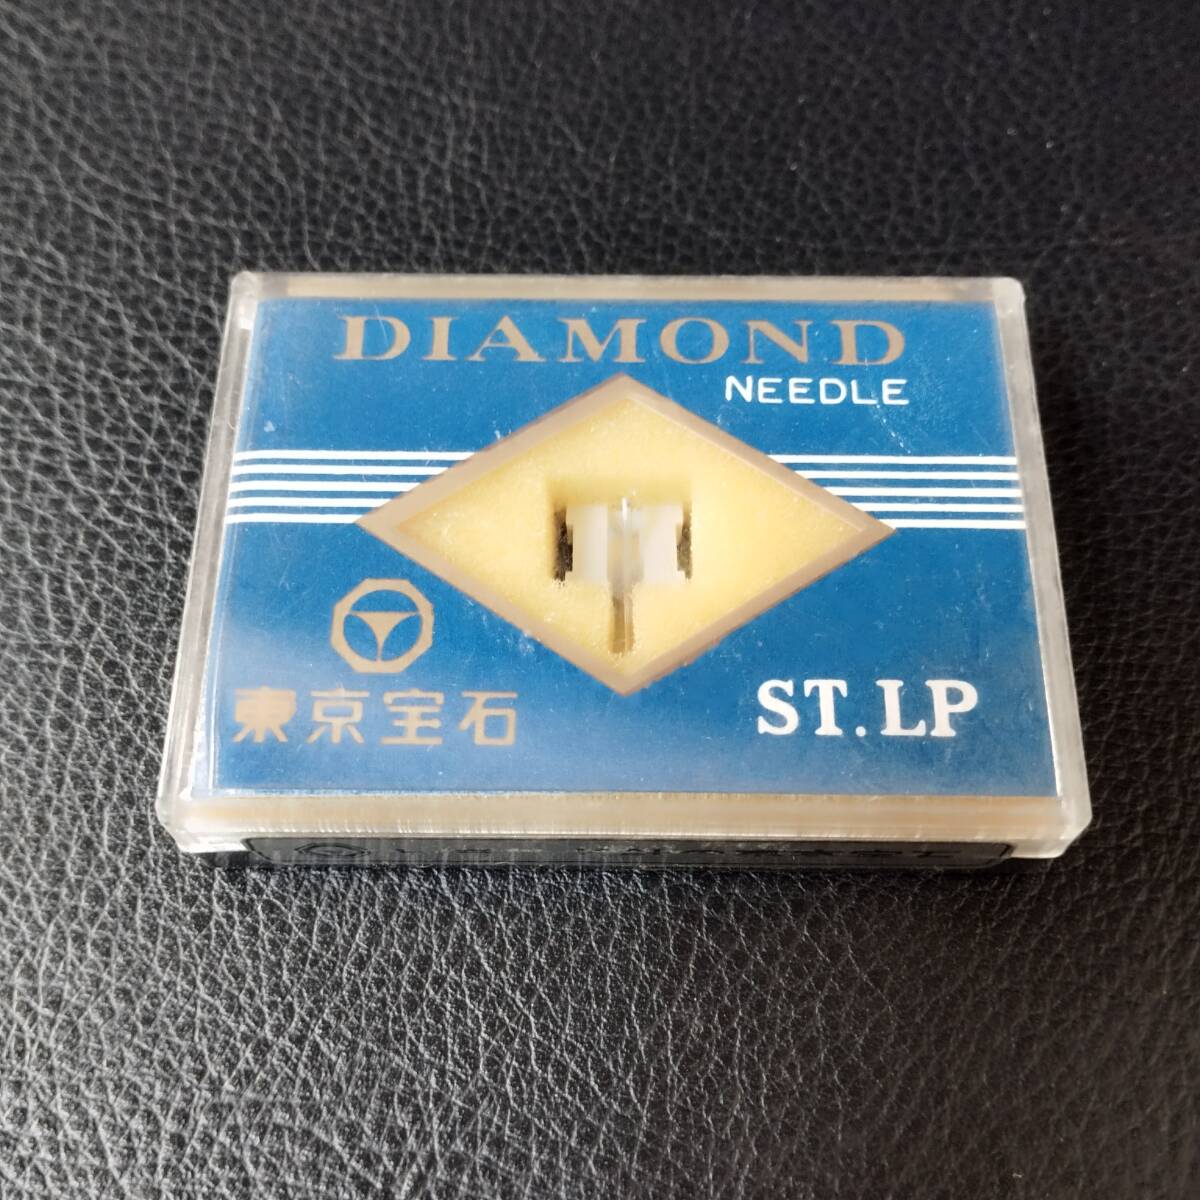 DIAMOND
NEEDLE
東京宝石
ST.LP